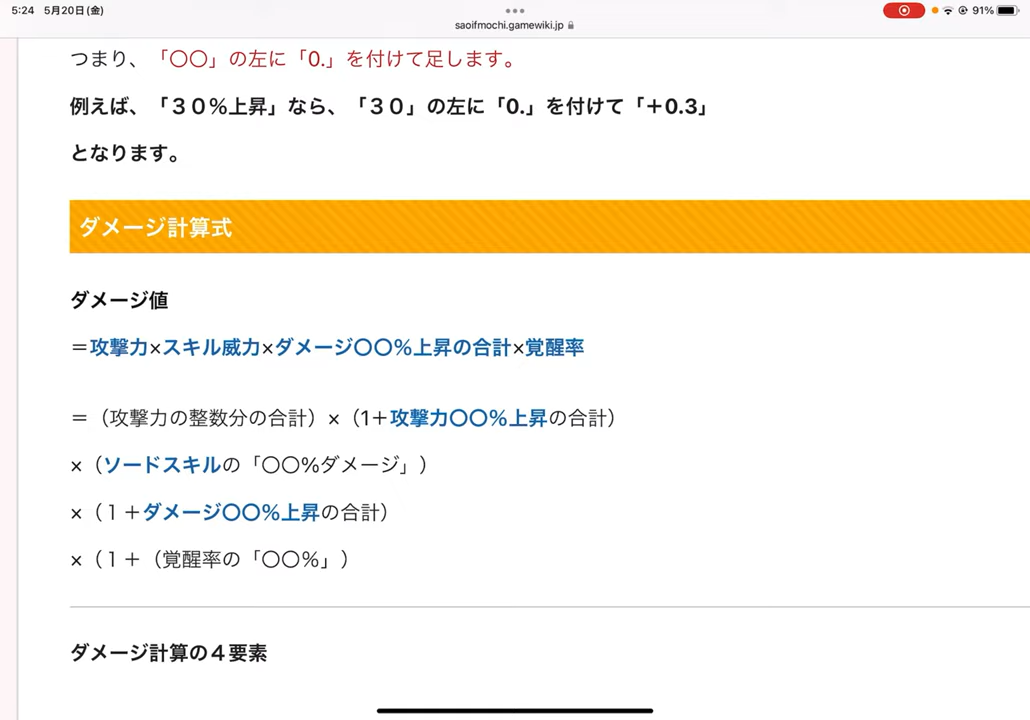 5:24 5月20日(金)
91%
saoifmochi.gamewiki.jp
つまり、「〇〇」の左に「0.」を付けて足します。
例えば、「３０%上昇」なら、「３０」の左に「0.」を付けて「＋0.3」
となります。
ダメージ計算式
ダメージ値
＝攻撃力×スキル威力×ダメージ〇〇%上昇の合計×覚醒率
＝（攻撃力の整数分の合計）×（1＋攻撃力〇〇%上昇の合計）
×（ソードスキルの「〇〇%ダメージ」）
×（１＋ダメージ〇〇%上昇の合計）
×（１＋（覚醒率の「〇〇%」）
ダメージ計算の４要素